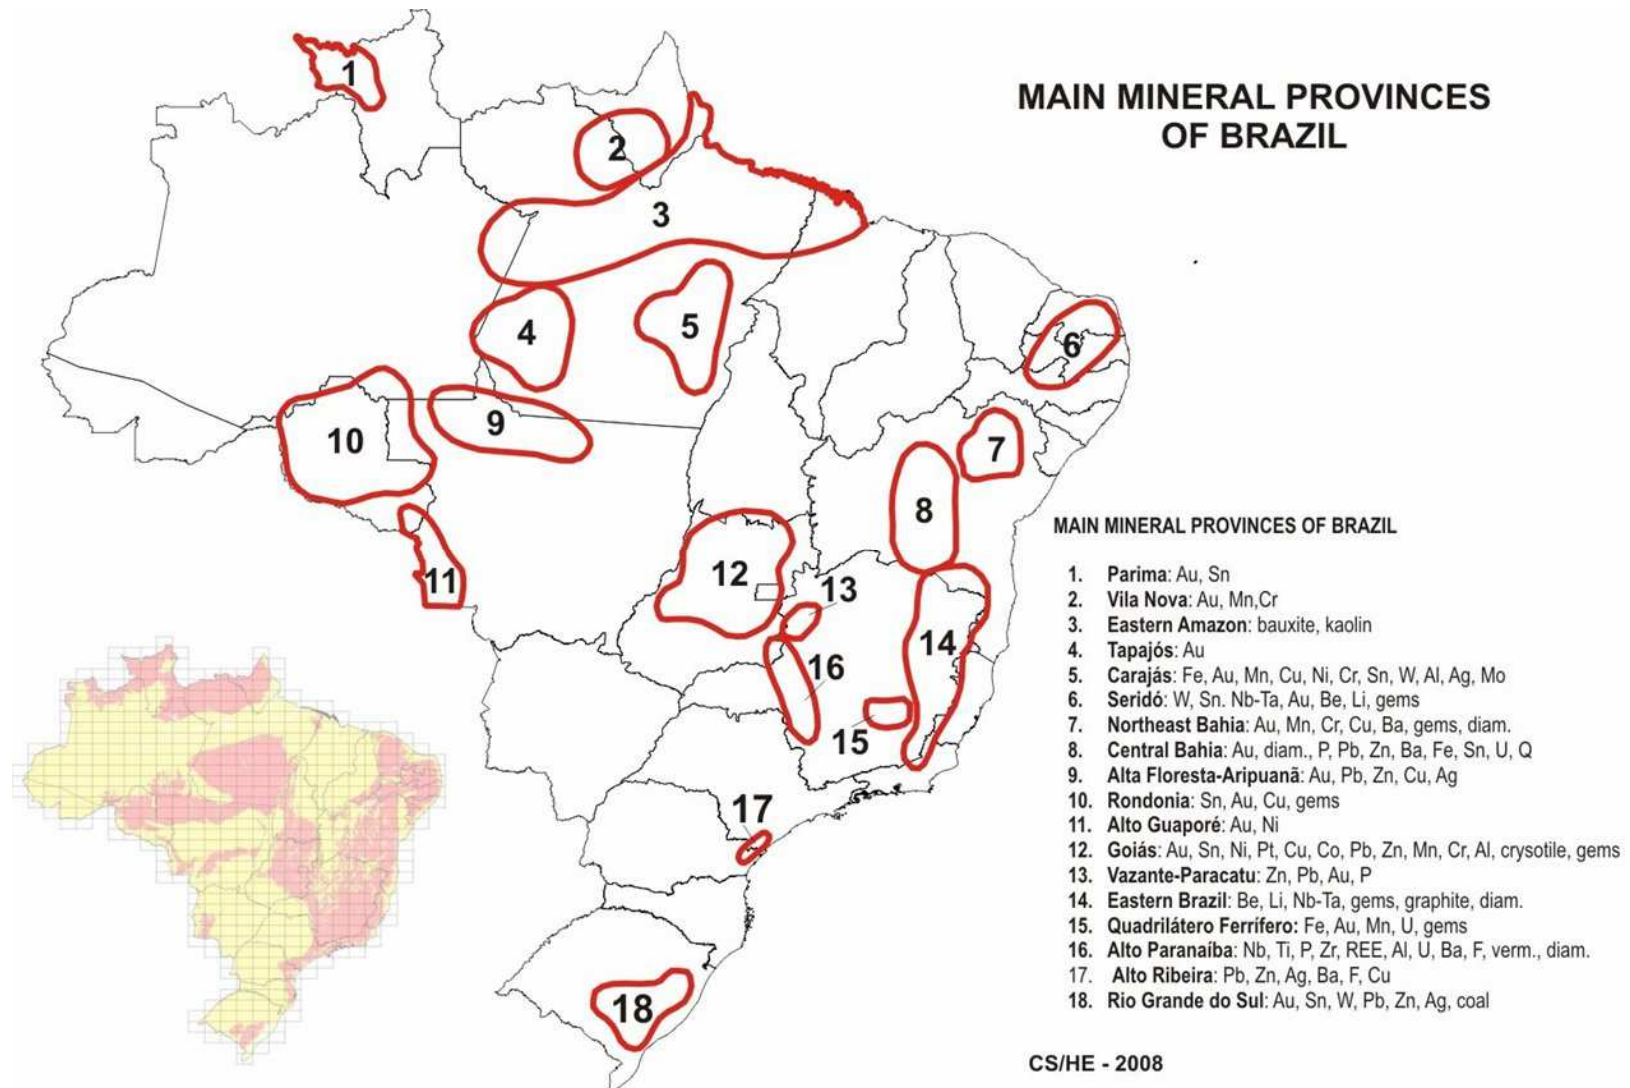 MAIN MINERAL PROVINCES
OF BRAZIL
1
2
3
4
5
6
7
8
9
10
11
12
13
14
15
16
17
18
MAIN MINERAL PROVINCES OF BRAZIL
1. Parima: Au, Sn
2. Vila Nova: Au, Mn,Cr
3. Eastern Amazon: bauxite, kaolin
4. Tapajós: Au
5. Carajás: Fe, Au, Mn, Cu, Ni, Cr, Sn, W, Al, Ag, Mo
6. Seridó: W, Sn. Nb-Ta, Au, Be, Li, gems
7. Northeast Bahia: Au, Mn, Cr, Cu, Ba, gems, diam.
8. Central Bahia: Au, diam., P, Pb, Zn, Ba, Fe, Sn, U, Q
9. Alta Floresta-Aripuanã: Au, Pb, Zn, Cu, Ag
10. Rondonia: Sn, Au, Cu, gems
11. Alto Guaporé: Au, Ni
12. Goiás: Au, Sn, Ni, Pt, Cu, Co, Pb, Zn, Mn, Cr, Al, crysotile, gems
13. Vazante-Paracatu: Zn, Pb, Au, P
14. Eastern Brazil: Be, Li, Nb-Ta, gems, graphite, diam.
15. Quadrilátero Ferrífero: Fe, Au, Mn, U, gems
16. Alto Paranaíba: Nb, Ti, P, Zr, REE, Al, U, Ba, F, verm., diam.
17. Alto Ribeira: Pb, Zn, Ag, Ba, F, Cu
18. Rio Grande do Sul: Au, Sn, W, Pb, Zn, Ag, coal
CS/HE - 2008